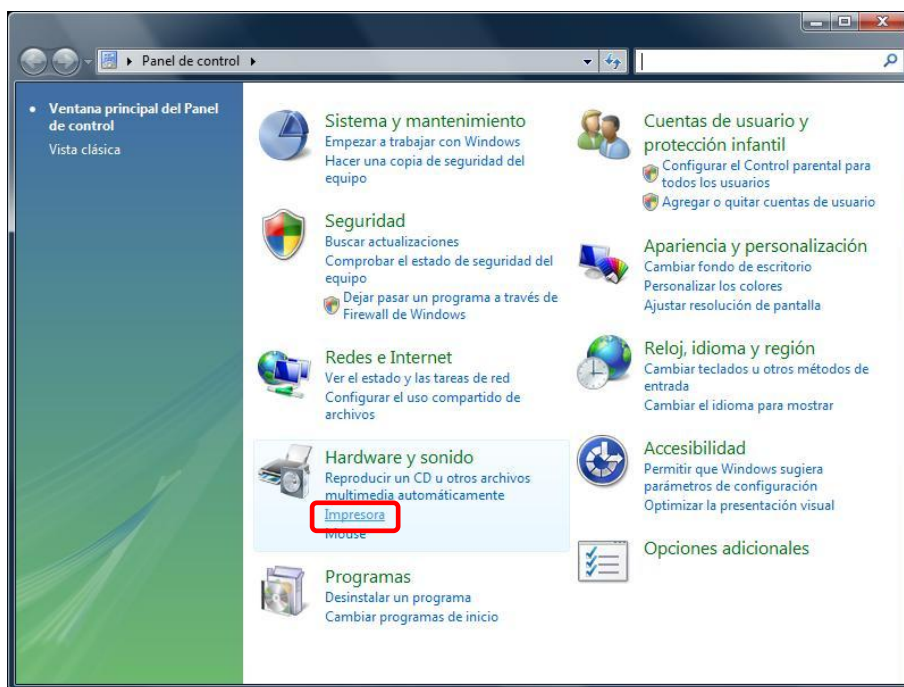 Panel de control
Ventana principal del Panel
de control
Vista clásica
Sistema y mantenimiento
Empezar a trabajar con Windows
Hacer una copia de seguridad del
equipo
Seguridad
Buscar actualizaciones
Comprobar el estado de seguridad del
equipo
Dejar pasar un programa a través de
Firewall de Windows
Redes e Internet
Ver el estado y las tareas de red
Configurar el uso compartido de
archivos
Hardware y sonido
Reproducir un CD u otros archivos
multimedia automáticamente
Impresora
Mouse
Programas
Desinstalar un programa
Cambiar programas de inicio
Cuentas de usuario y
protección infantil
Configurar el Control parental para
todos los usuarios
Agregar o quitar cuentas de usuario
Apariencia y personalización
Cambiar fondo de escritorio
Personalizar los colores
Ajustar resolución de pantalla
Reloj, idioma y región
Cambiar teclados u otros métodos de
entrada
Cambiar el idioma para mostrar
Accesibilidad
Permitir que Windows sugiera
parámetros de configuración
Optimizar la presentación visual
Opciones adicionales